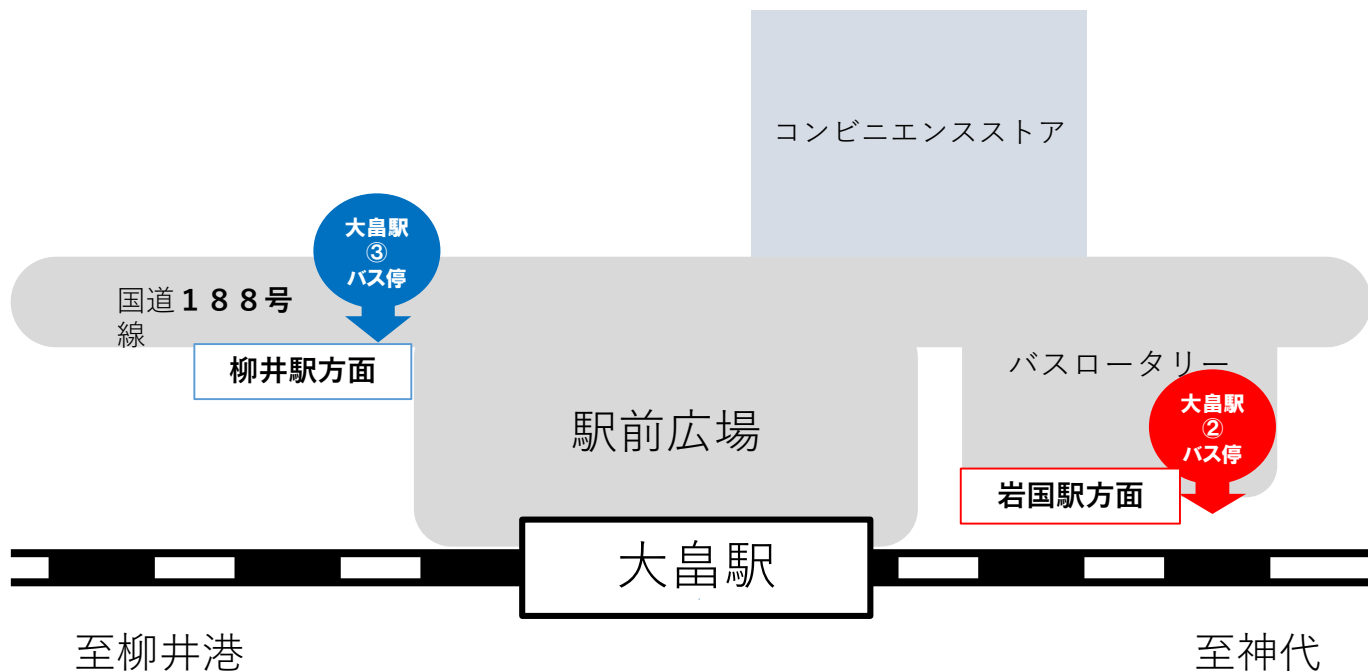 コンビニエンスストア
大畠駅
③
バス停
国道１８８号
線
柳井駅方面
バスロータリー
大畠駅
②
バス停
駅前広場
岩国駅方面
大畠駅
至柳井港
至神代